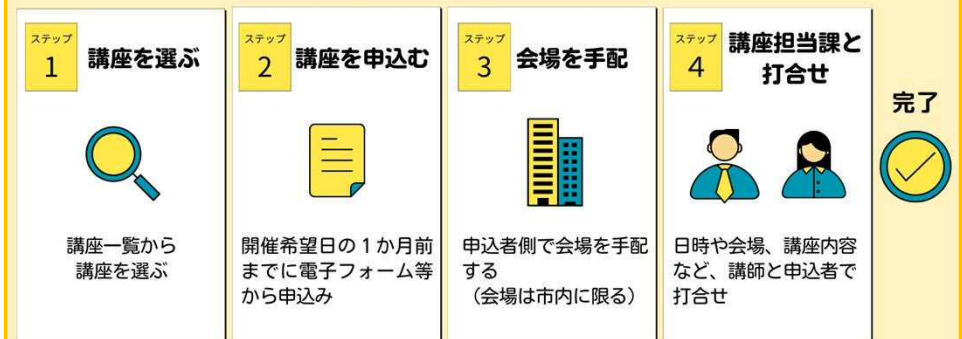 ステップ
1
講座を選ぶ
講座一覧から
講座を選ぶ
ステップ
2
講座を申込む
開催希望日の1か月前
までに電子フォーム等
から申込み
ステップ
3
会場を手配
申込者側で会場を手配
する
（会場は市内に限る）
ステップ
4
講座担当課と
打合せ
日時や会場、講座内容
など、講師と申込者で
打合せ
完了